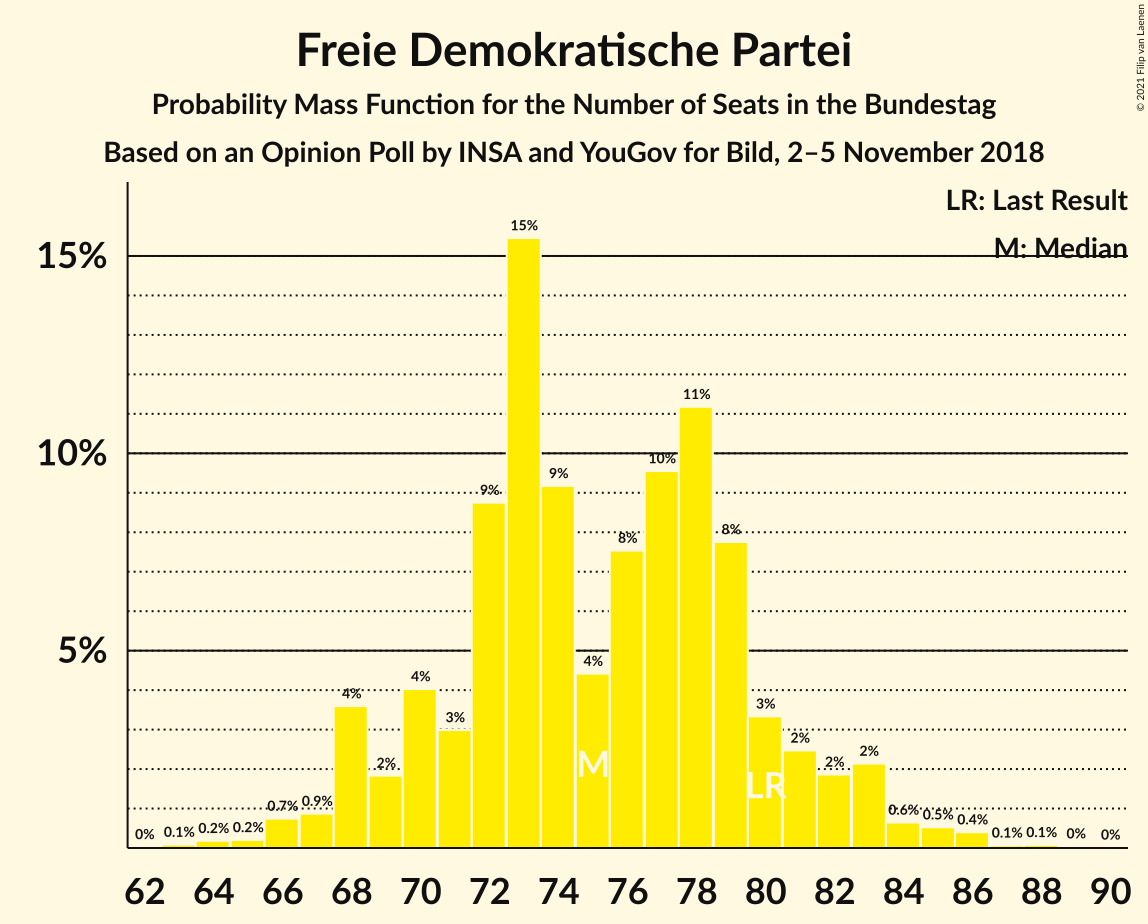 © 2021 Filip van Laenen
Freie Demokratische Partei
Probability Mass Function for the Number of Seats in the Bundestag
Based on an Opinion Poll by INSA and YouGov for Bild, 2–5 November 2018
LR: Last Result
M: Median
15%
10%
5%
0% 0.1% 0.2% 0.2% 0.7% 0.9% 4% 2% 4% 3% 9% 15% 9% 4% 8% 10% 11% 8% 3% 2% 2% 2% 0.6% 0.5% 0.4% 0.1% 0.1% 0% 0%
M
LR
62 64 66 68 70 72 74 76 78 80 82 84 86 88 90